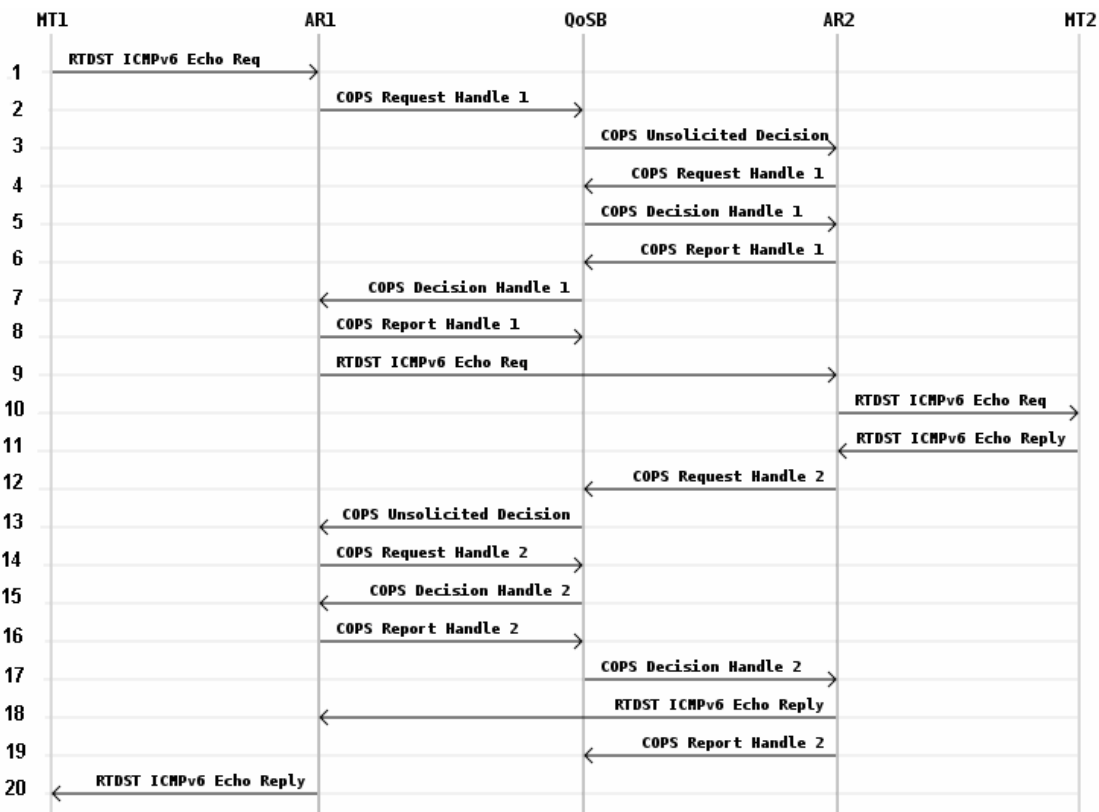 MT1 AR1 QoSB AR2 MT2
1 RTDST ICMPv6 Echo Req
2 COPS Request Handle 1
3 COPS Unsolicited Decision
4 COPS Request Handle 1
5 COPS Decision Handle 1
6 COPS Report Handle 1
7 COPS Decision Handle 1
8 COPS Report Handle 1
9 RTDST ICMPv6 Echo Req
10 RTDST ICMPv6 Echo Req
11 RTDST ICMPv6 Echo Reply
12 COPS Request Handle 2
13 COPS Unsolicited Decision
14 COPS Request Handle 2
15 COPS Decision Handle 2
16 COPS Report Handle 2
17 COPS Decision Handle 2
18 RTDST ICMPv6 Echo Reply
19 COPS Report Handle 2
20 RTDST ICMPv6 Echo Reply